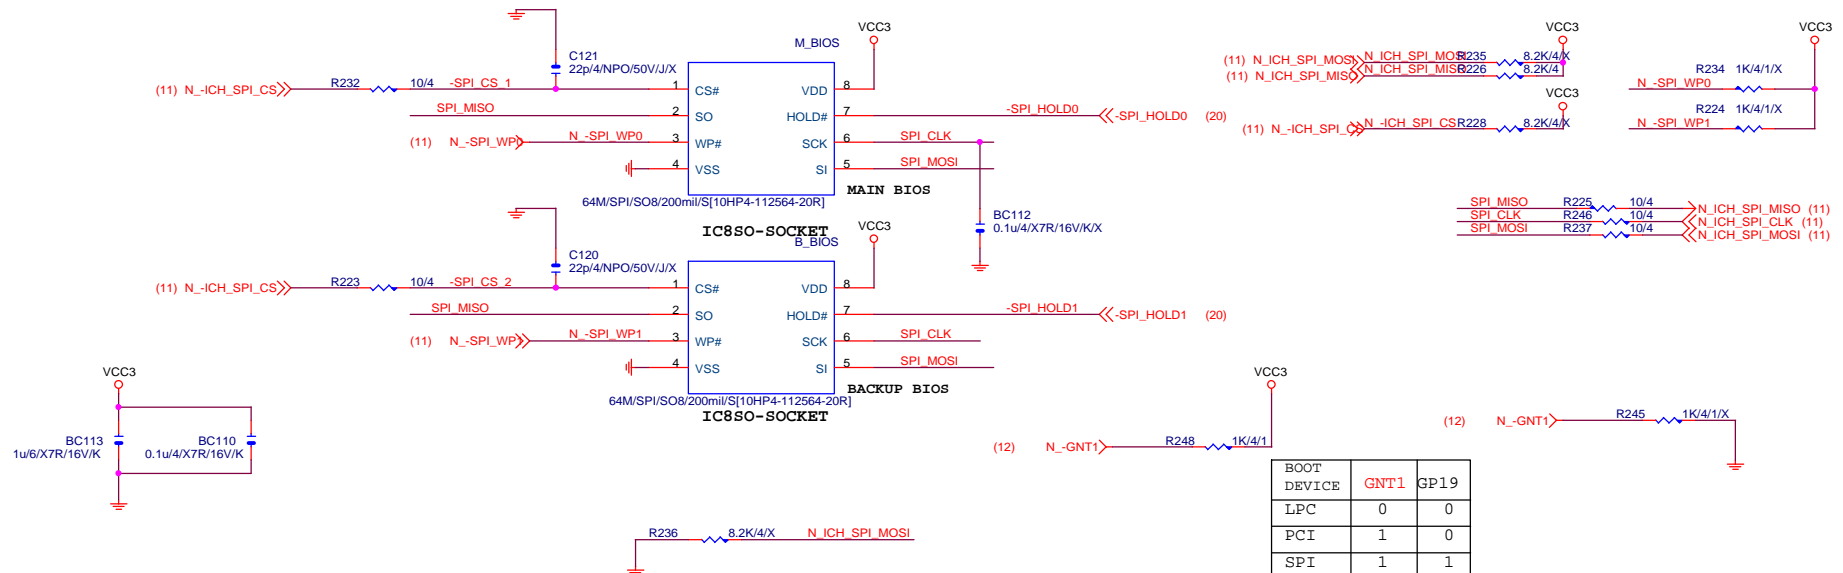 C121
22p/4/NPO/50V/J/X
(11) N_-ICH_SPI_CS
R232
10/4
-SPI_CS_1
SPI_MISO
(11) N_-SPI_WP0
N_-SPI_WP0
M_BIOS
VCC3
1 CS#
VDD 8
2 SO
HOLD# 7
3 WP#
SCK 6
4 VSS
SI 5
-SPI_HOLD0
-SPI_HOLD0 (20)
SPI_CLK
SPI_MOSI
MAIN BIOS
64M/SPI/SO8/200mil/S[10HP4-112564-20R]
IC8SO-SOCKET
BC112
0.1u/4/X7R/16V/K/X
C120
22p/4/NPO/50V/J/X
(11) N_-ICH_SPI_CS
R223
10/4
-SPI_CS_2
SPI_MISO
(11) N_-SPI_WP1
N_-SPI_WP1
B_BIOS
VCC3
1 CS#
VDD 8
2 SO
HOLD# 7
3 WP#
SCK 6
4 VSS
SI 5
-SPI_HOLD1
-SPI_HOLD1 (20)
SPI_CLK
SPI_MOSI
BACKUP BIOS
64M/SPI/SO8/200mil/S[10HP4-112564-20R]
IC8SO-SOCKET
VCC3
(11) N_ICH_SPI_MOSI
N_ICH_SPI_MOSI
R235
8.2K/4/X
(11) N_ICH_SPI_MISO
N_ICH_SPI_MISO
R226
8.2K/4
VCC3
(11) N_-ICH_SPI_CS
N_-ICH_SPI_CS
R228
8.2K/4/X
VCC3
R234 1K/4/1/X
N_-SPI_WP0
R224 1K/4/1/X
N_-SPI_WP1
SPI_MISO R225 10/4 N_ICH_SPI_MISO (11)
SPI_CLK R246 10/4 N_ICH_SPI_CLK (11)
SPI_MOSI R237 10/4 N_ICH_SPI_MOSI (11)
VCC3
BC113
1u/6/X7R/16V/K
BC110
0.1u/4/X7R/16V/K
VCC3
(12) N_-GNT1
R248
1K/4/1
(12) N_-GNT1
R245
1K/4/1/X
R236 8.2K/4/X N_ICH_SPI_MOSI
BOOT
DEVICE GNT1 GP19
LPC 0 0
PCI 1 0
SPI 1 1